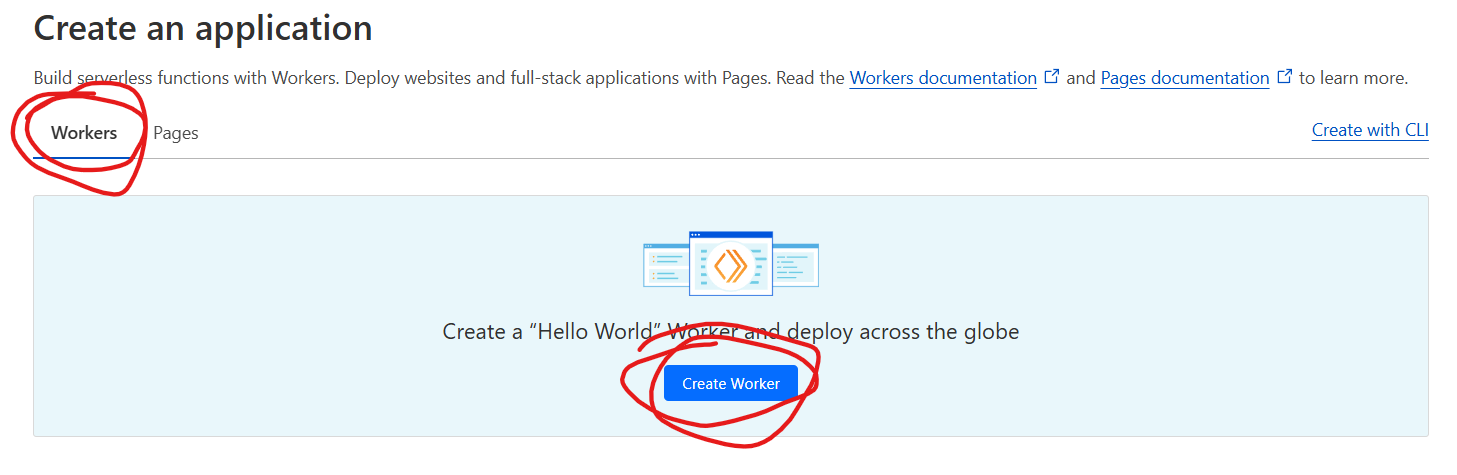 Create an application
Build serverless functions with Workers. Deploy websites and full-stack applications with Pages. Read the Workers documentation and Pages documentation to learn more.
Workers Pages Create with CLI
Create a “Hello World” Worker and deploy across the globe
Create Worker